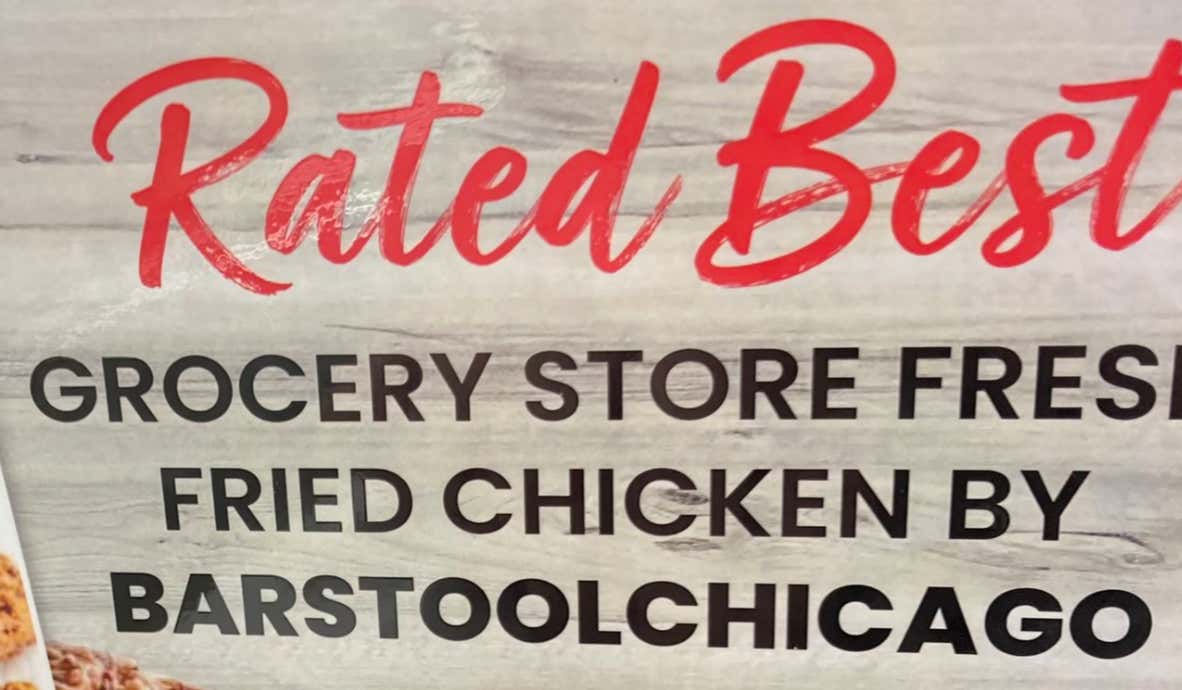 Rated Best
GROCERY STORE FRESH
FRIED CHICKEN BY
BARSTOOLCHICAGO